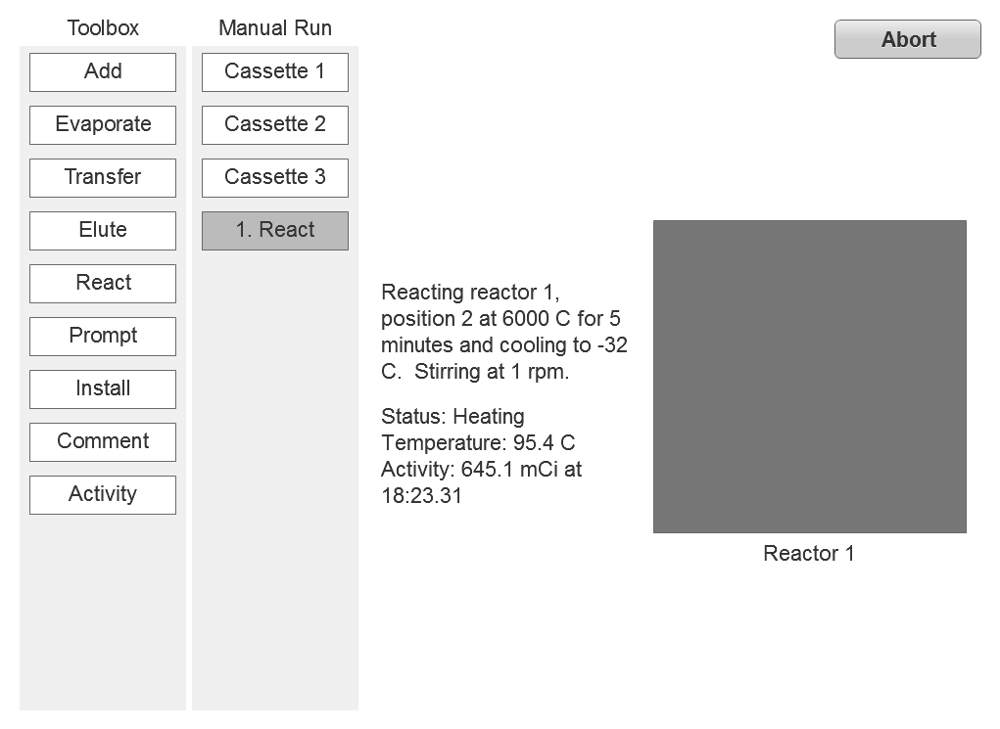 Toolbox
Manual Run
Abort
Add
Evaporate
Transfer
Elute
React
Prompt
Install
Comment
Activity
Cassette 1
Cassette 2
Cassette 3
1. React
Reacting reactor 1,
position 2 at 6000 C for 5
minutes and cooling to -32
C.  Stirring at 1 rpm.
Status: Heating
Temperature: 95.4 C
Activity: 645.1 mCi at
18:23.31
Reactor 1